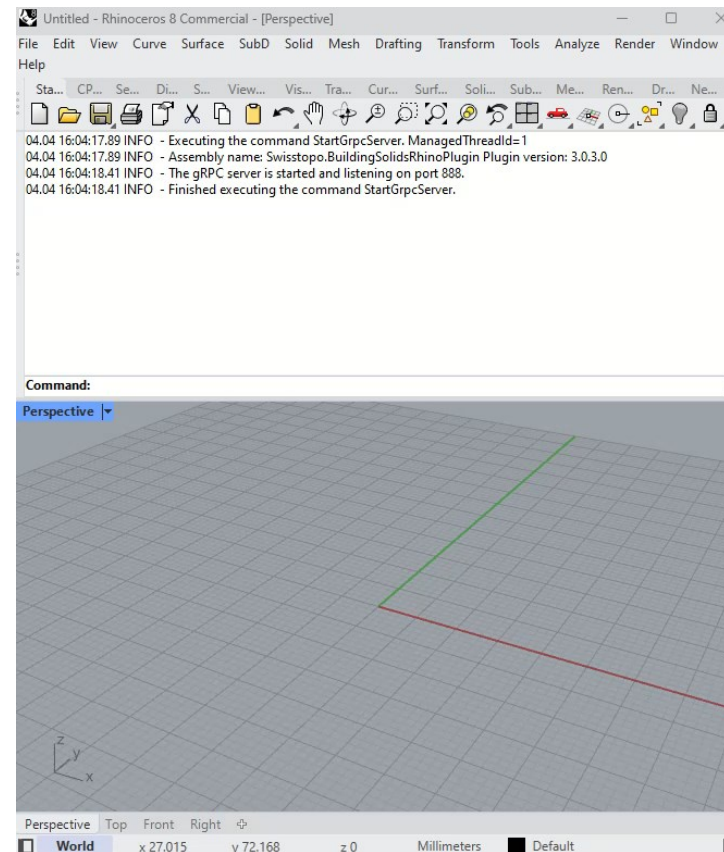 Untitled - Rhinoceros 8 Commercial - [Perspective]
File Edit View Curve Surface SubD Solid Mesh Drafting Transform Tools Analyze Render Window
Help
Sta... CP... Se... Di... S... View... Vis... Tra... Cur... Surf... Soli... Sub... Me... Ren... Dr... Ne...
04.04 16:04:17.89 INFO - Executing the command StartGrpcServer. ManagedThreadId=1
04.04 16:04:17.89 INFO - Assembly name: Swisstopo.BuildingSolidsRhinoPlugin Plugin version: 3.0.3.0
04.04 16:04:18.41 INFO - The gRPC server is started and listening on port 888.
04.04 16:04:18.41 INFO - Finished executing the command StartGrpcServer.
Command:
Perspective
z
y
x
Perspective Top Front Right
World x 27.015 y 72.168 z 0 Millimeters Default